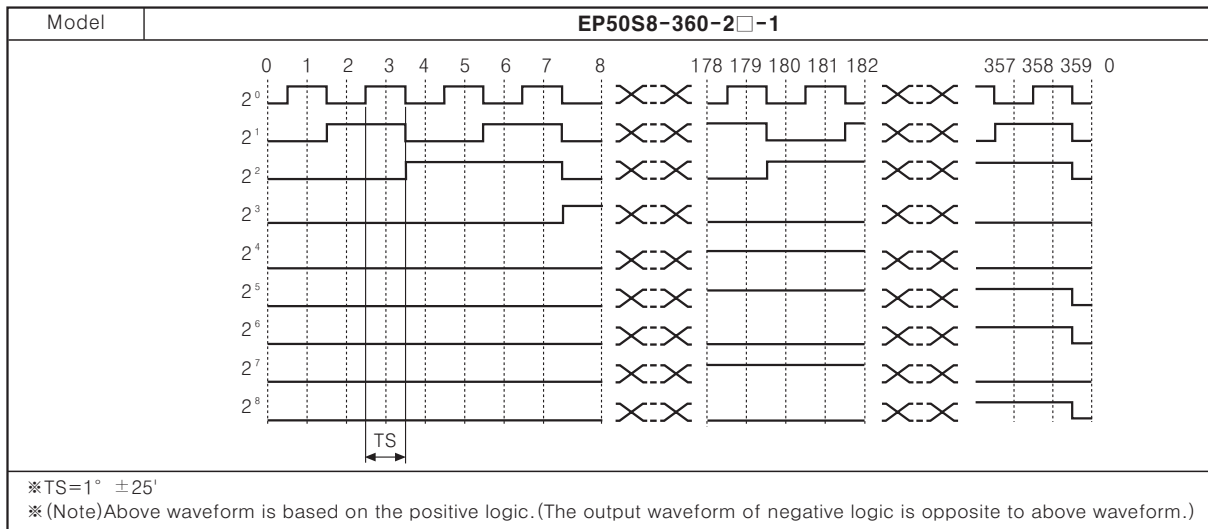 Model
EP50S8-360-2□-1
0 1 2 3 4 5 6 7 8 178 179 180 181 182 357 358 359 0
2⁰
2¹
2²
2³
2⁴
2⁵
2⁶
2⁷
2⁸
TS
※TS=1° ±25'
※(Note)Above waveform is based on the positive logic.(The output waveform of negative logic is opposite to above waveform.)